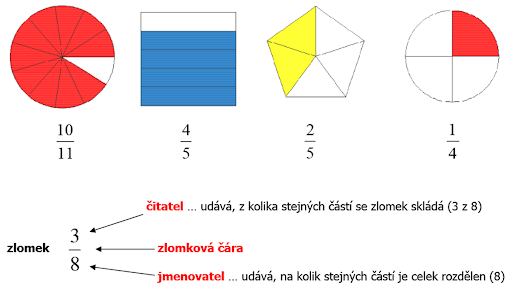 10/11 4/5 2/5 1/4
čitatel ... udává, z kolika stejných částí se zlomek skládá (3 z 8)
zlomek 3/8 zlomková čára
jmenovatel ... udává, na kolik stejných částí je celek rozdělen (8)